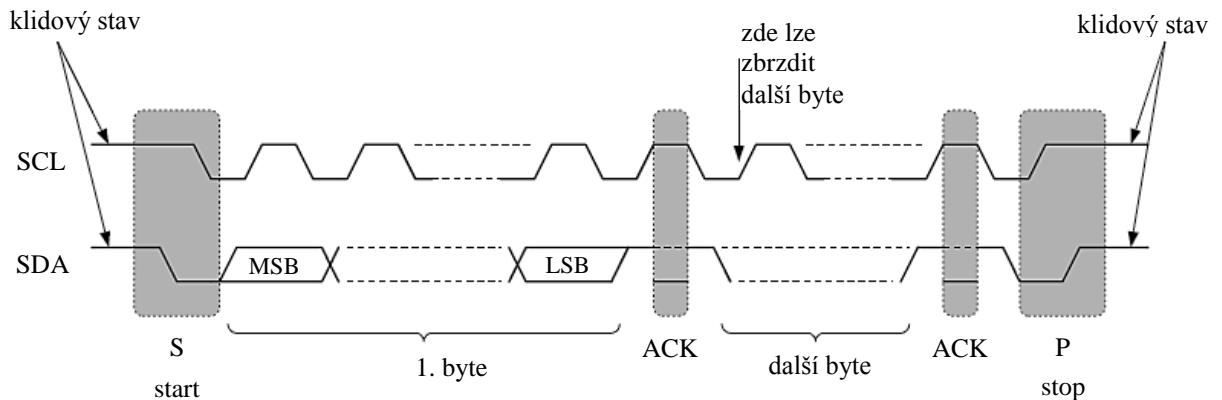 klidový stav
zde lze
zbrzdit
další byte
klidový stav
SCL
SDA
MSB
LSB
S
start
1. byte
ACK
další byte
ACK
P
stop